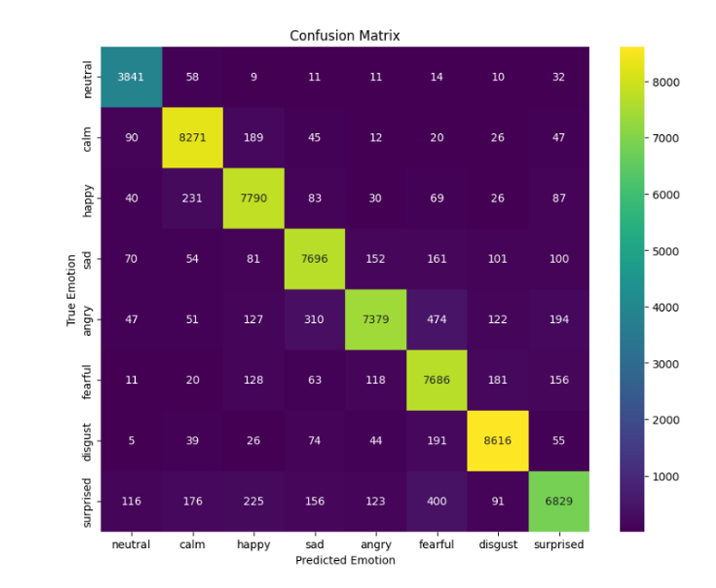 Confusion Matrix
neutral 3841 58 9 11 11 14 10 32
calm 90 8271 189 45 12 20 26 47
happy 40 231 7790 83 30 69 26 87
sad 70 54 81 7696 152 161 101 100
angry 47 51 127 310 7379 474 122 194
fearful 11 20 128 63 118 7686 181 156
disgust 5 39 26 74 44 191 8616 55
surprised 116 176 225 156 123 400 91 6829
neutral calm happy sad angry fearful disgust surprised
Predicted Emotion
True Emotion
8000
7000
6000
5000
4000
3000
2000
1000